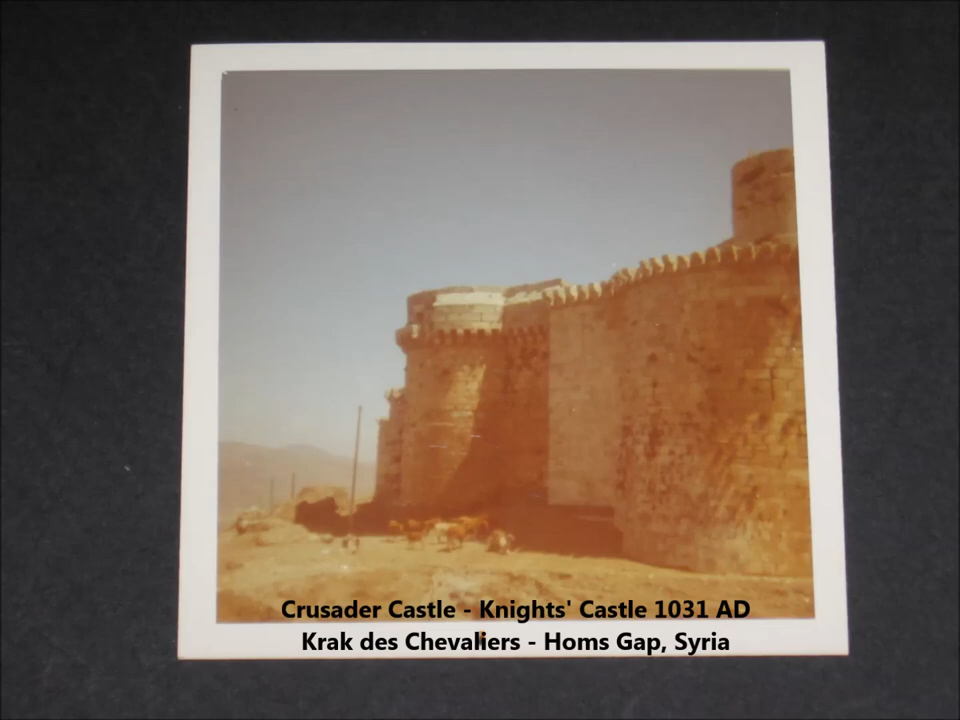 Crusader Castle - Knights' Castle 1031 AD
Krak des Chevaliers - Homs Gap, Syria